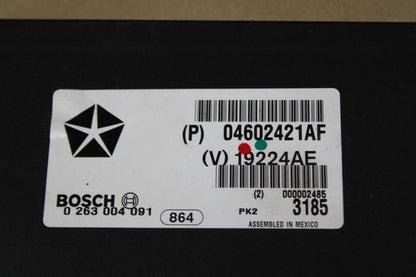 (P) 04602421AF
(V) 19224AE
(2) 000002485
BOSCH
0 263 004 091
864
PK2
3185
ASSEMBLED IN MEXICO